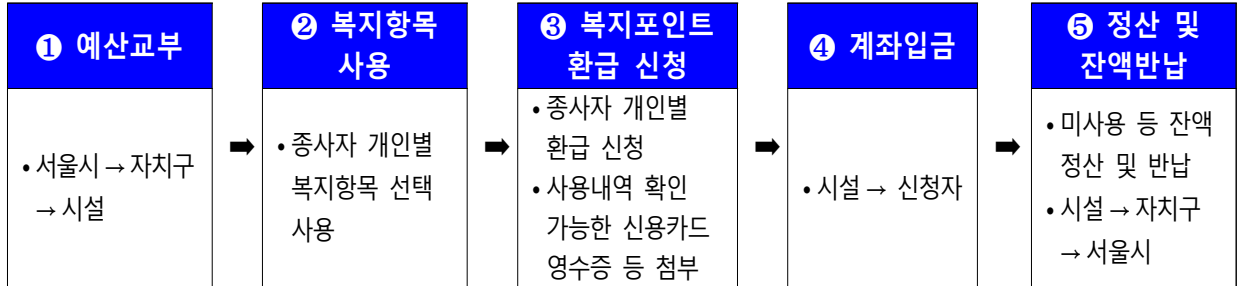 ❶ 예산교부
• 서울시 → 자치구
→ 시설
➡
❷ 복지항목
사용
• 종사자 개인별
복지항목 선택
사용
➡
❸ 복지포인트
환급 신청
• 종사자 개인별
환급 신청
• 사용내역 확인
가능한 신용카드
영수증 등 첨부
➡
❹ 계좌입금
• 시설 → 신청자
➡
❺ 정산 및
잔액반납
• 미사용 등 잔액
정산 및 반납
• 시설 → 자치구
→ 서울시